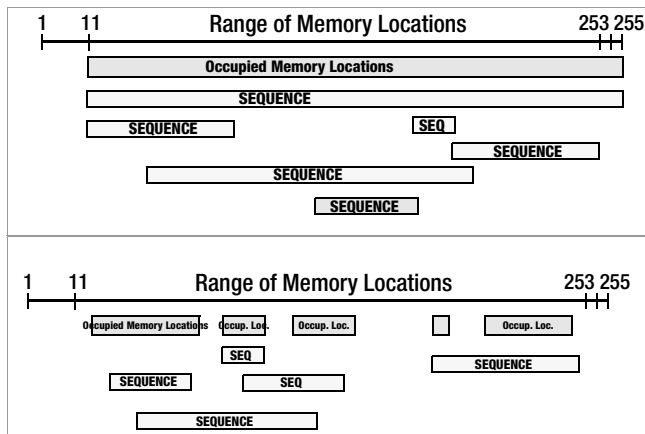 Range of Memory Locations
1 11 253 255
Occupied Memory Locations
SEQUENCE
SEQUENCE SEQ
SEQUENCE
SEQUENCE
SEQUENCE
Range of Memory Locations
1 11 253 255
Occupied Memory Locations Occup. Loc. Occup. Loc. Occup. Loc.
SEQ
SEQUENCE
SEQUENCE SEQ
SEQUENCE